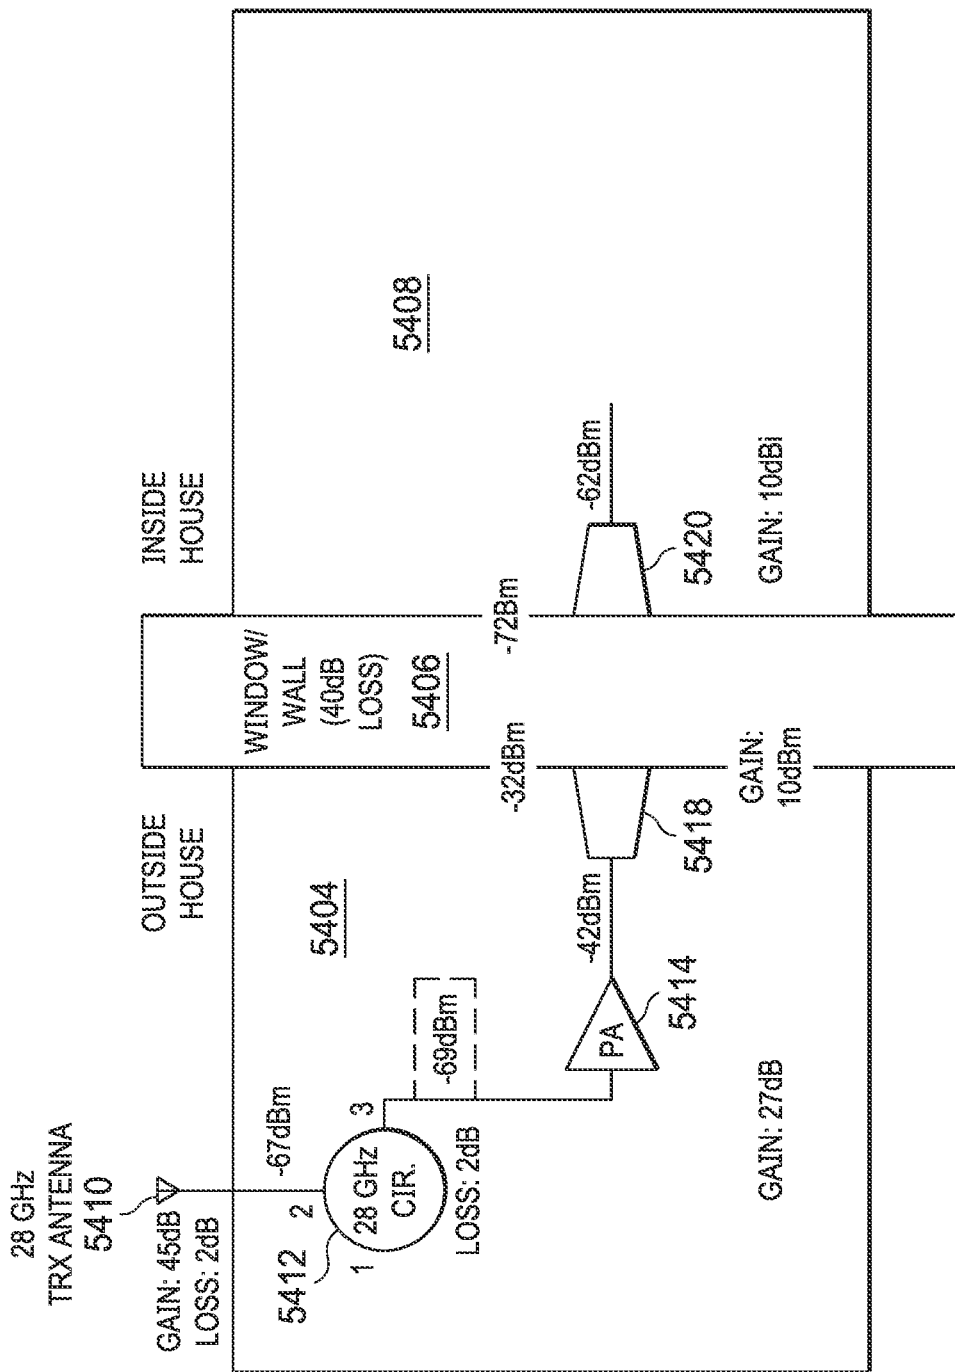 28 GHz
TRX ANTENNA
5410
GAIN: 45dB
LOSS: 2dB
OUTSIDE
HOUSE
INSIDE
HOUSE
5412
1
2
3
28 GHz
CIR.
-67dBm
LOSS: 2dB
-69dBm
5404
WINDOW/
WALL
(40dB
LOSS)
5406
5408
PA
5414
-42dBm
-32dBm
5418
-72Bm
-62dBm
5420
GAIN: 27dB
GAIN:
10dBm
GAIN: 10dBi